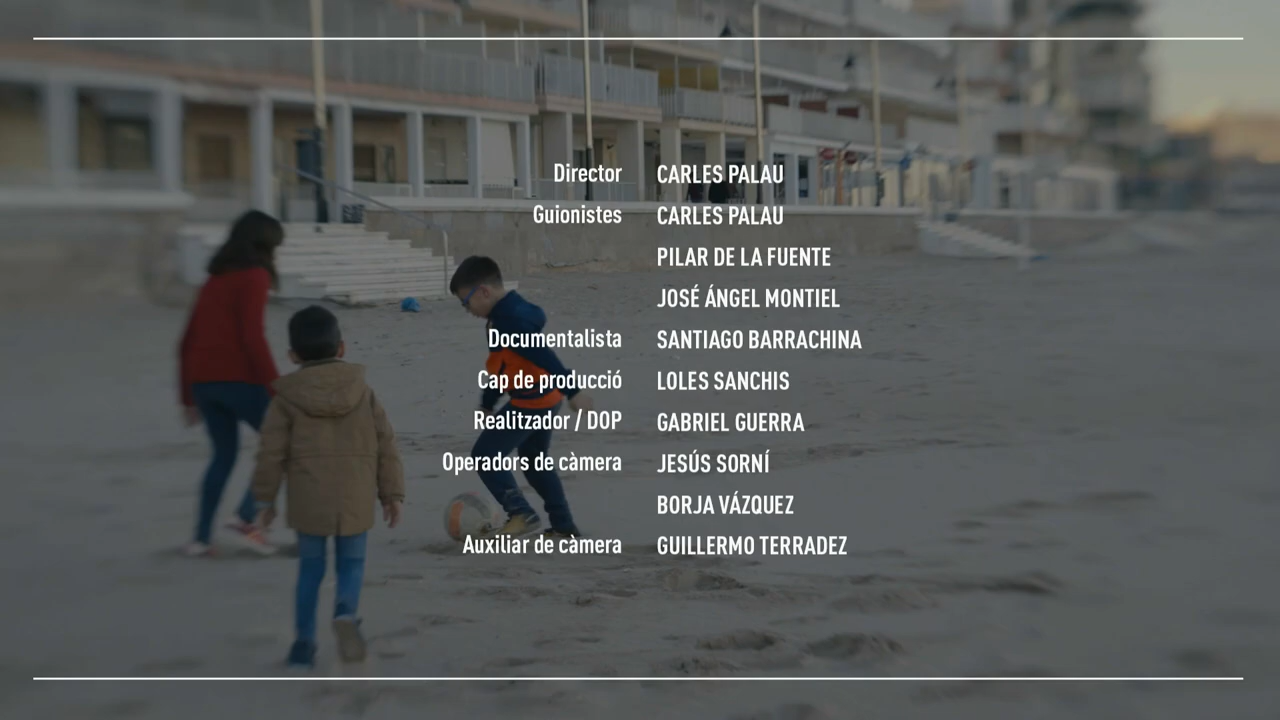 Director CARLES PALAU
Guionistes CARLES PALAU
PILAR DE LA FUENTE
JOSÉ ÁNGEL MONTIEL
Documentalista SANTIAGO BARRACHINA
Cap de producció LOLES SANCHIS
Realitzador / DOP GABRIEL GUERRA
Operadors de càmera JESÚS SORNÍ
BORJA VÁZQUEZ
Auxiliar de càmera GUILLERMO TERRADEZ